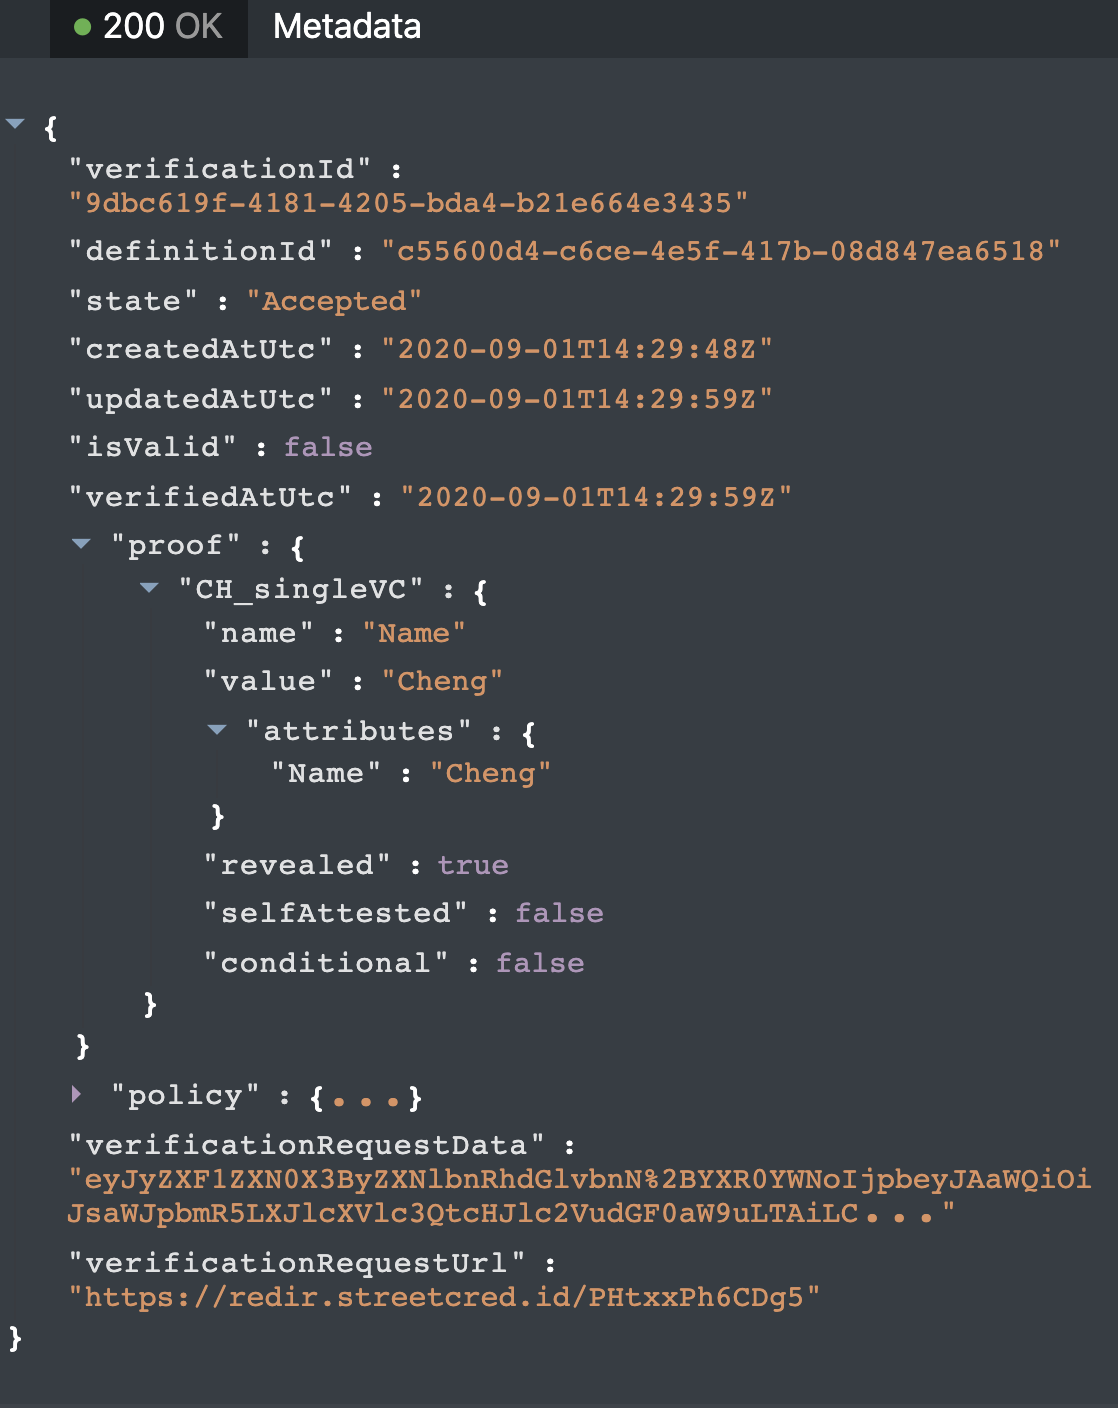 200 OK Metadata
{
"verificationId" :
"9dbc619f-4181-4205-bda4-b21e664e3435"
"definitionId" : "c55600d4-c6ce-4e5f-417b-08d847ea6518"
"state" : "Accepted"
"createdAtUtc" : "2020-09-01T14:29:48Z"
"updatedAtUtc" : "2020-09-01T14:29:59Z"
"isValid" : false
"verifiedAtUtc" : "2020-09-01T14:29:59Z"
"proof" : {
"CH_singleVC" : {
"name" : "Name"
"value" : "Cheng"
"attributes" : {
"Name" : "Cheng"
}
"revealed" : true
"selfAttested" : false
"conditional" : false
}
}
"policy" : {...}
"verificationRequestData" :
"eyJyZXF1ZXN0X3ByZXNlbnRhdGlvbnN%2BYXR0YWNoIjpbeyJAaWQiOi
JsaWJpbmR5LXJlcXVlc3QtcHJlc2VudGF0aW9uLTAiLC..."
"verificationRequestUrl" :
"https://redir.streetcred.id/PHtxxPh6CDg5"
}